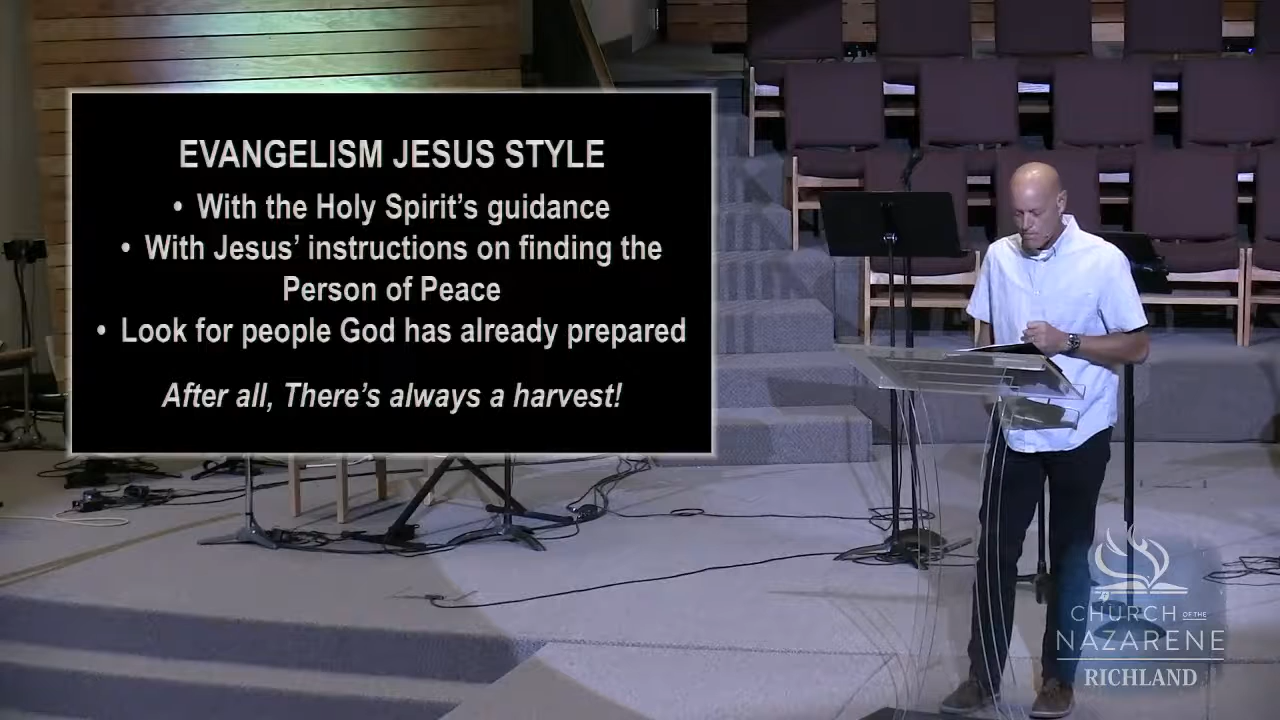 EVANGELISM JESUS STYLE
• With the Holy Spirit’s guidance
• With Jesus’ instructions on finding the
Person of Peace
• Look for people God has already prepared
After all, There’s always a harvest!
CHURCH OF THE
NAZARENE
RICHLAND